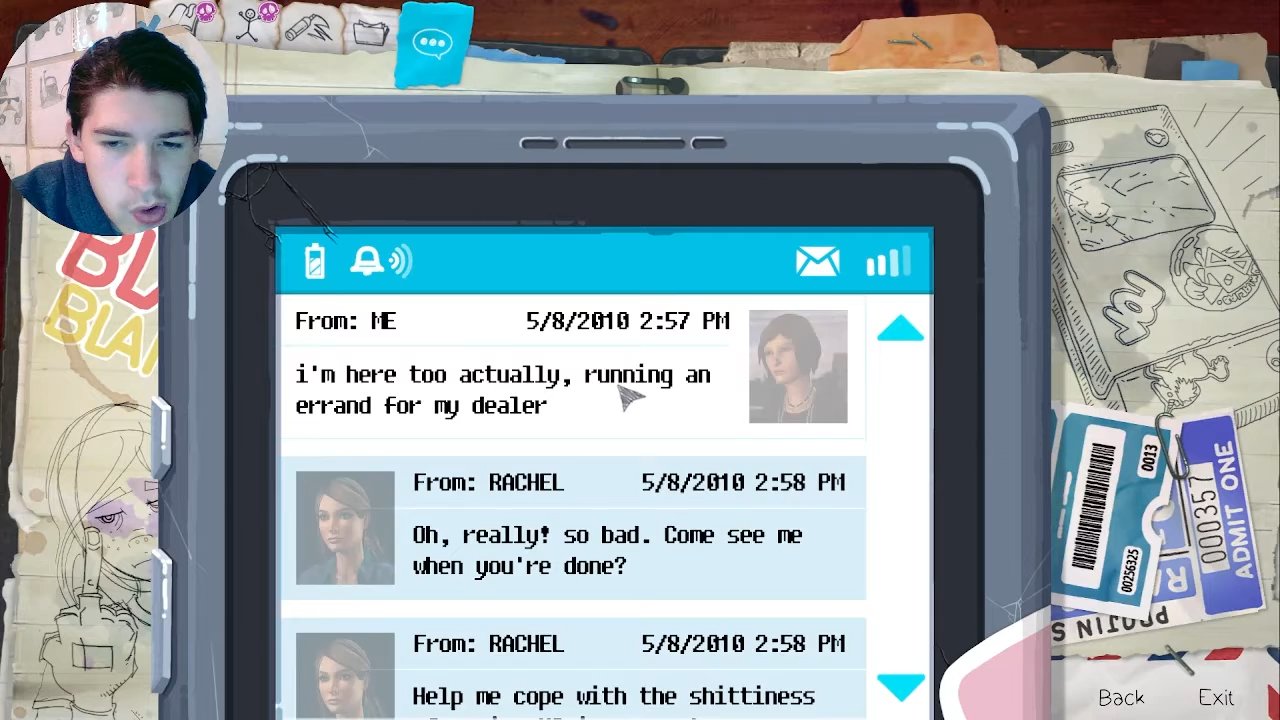 From: ME 5/8/2010 2:57 PM
i'm here too actually, running an
errand for my dealer
From: RACHEL 5/8/2010 2:58 PM
Oh, really! so bad. Come see me
when you're done?
From: RACHEL 5/8/2010 2:58 PM
Help me cope with the shittiness
0013
00256325
000357
ADMIT ONE
Back
Exit